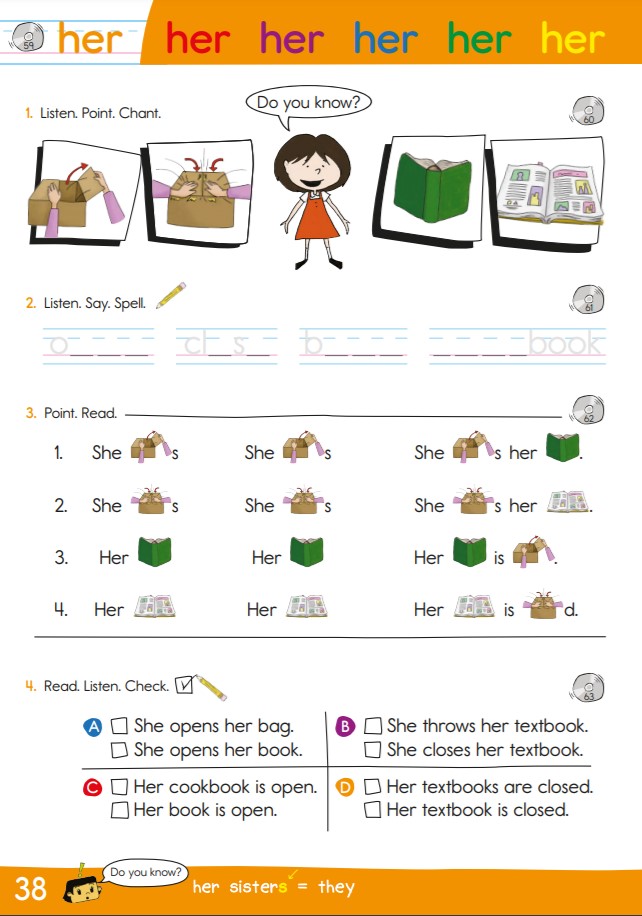 59 her her her her her her
Do you know?
1. Listen. Point. Chant.
60
2. Listen. Say. Spell.
61
o____ cl_s_ b____ _____book
3. Point. Read.
62
1. She s She s She s her .
2. She s She s She s her .
3. Her Her Her is .
4. Her Her Her is d.
4. Read. Listen. Check.
63
A She opens her bag.
She opens her book.
B She throws her textbook.
She closes her textbook.
C Her cookbook is open.
Her book is open.
D Her textbooks are closed.
Her textbook is closed.
38 Do you know? her sisters = they